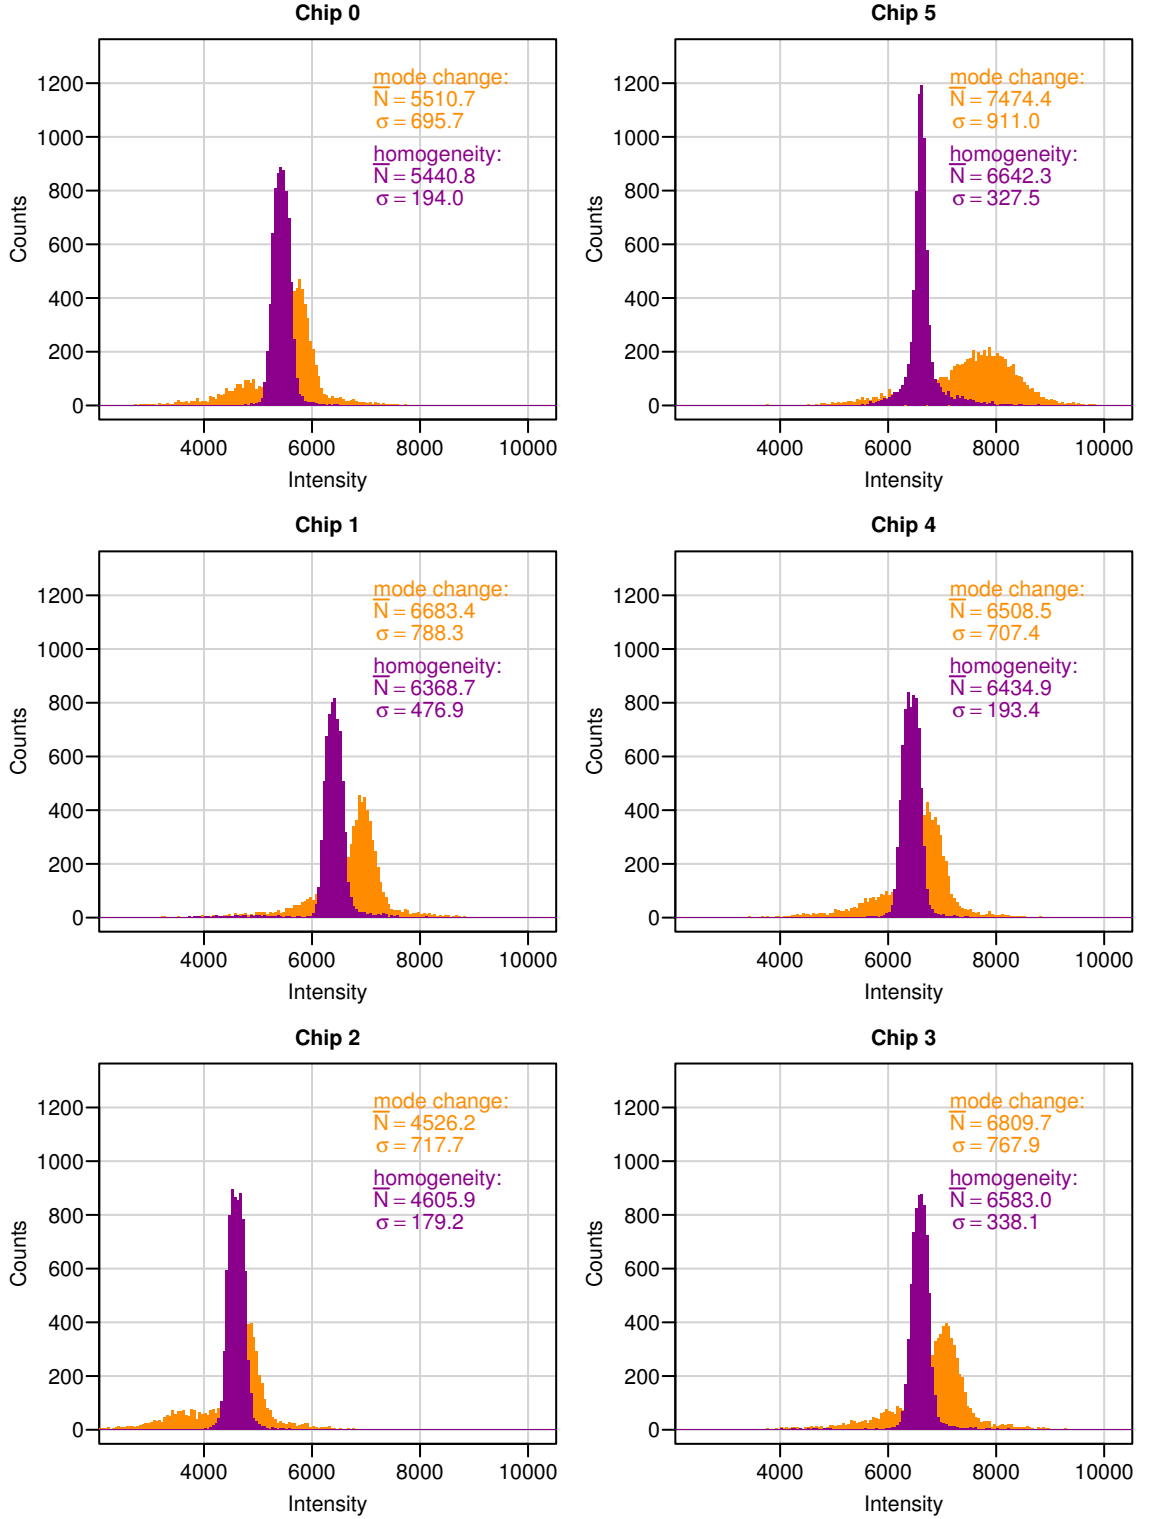 Chip 0
mode change:
N̅ = 5510.7
σ = 695.7
homogeneity:
N̅ = 5440.8
σ = 194.0
1200
1000
800
600
400
200
0
Counts
4000 6000 8000 10000
Intensity
Chip 5
mode change:
N̅ = 7474.4
σ = 911.0
homogeneity:
N̅ = 6642.3
σ = 327.5
1200
1000
800
600
400
200
0
Counts
4000 6000 8000 10000
Intensity
Chip 1
mode change:
N̅ = 6683.4
σ = 788.3
homogeneity:
N̅ = 6368.7
σ = 476.9
1200
1000
800
600
400
200
0
Counts
4000 6000 8000 10000
Intensity
Chip 4
mode change:
N̅ = 6508.5
σ = 707.4
homogeneity:
N̅ = 6434.9
σ = 193.4
1200
1000
800
600
400
200
0
Counts
4000 6000 8000 10000
Intensity
Chip 2
mode change:
N̅ = 4526.2
σ = 717.7
homogeneity:
N̅ = 4605.9
σ = 179.2
1200
1000
800
600
400
200
0
Counts
4000 6000 8000 10000
Intensity
Chip 3
mode change:
N̅ = 6809.7
σ = 767.9
homogeneity:
N̅ = 6583.0
σ = 338.1
1200
1000
800
600
400
200
0
Counts
4000 6000 8000 10000
Intensity